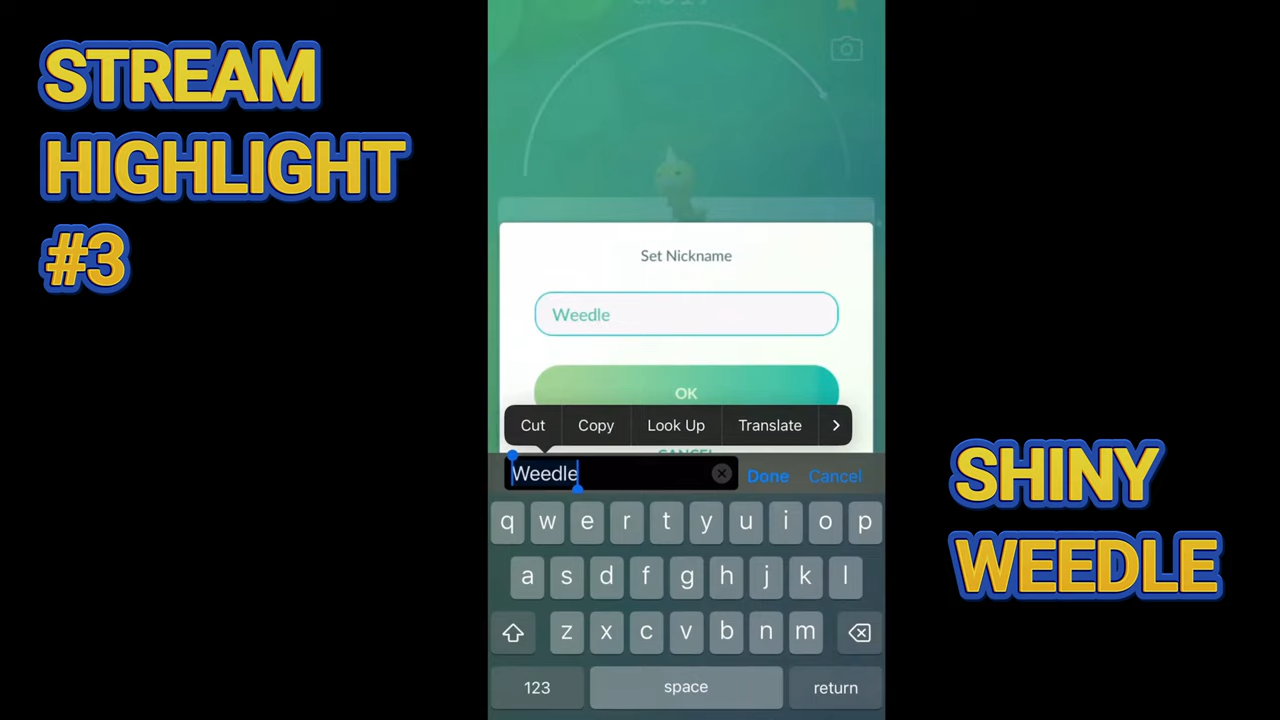 STREAM
HIGHLIGHT
#3
Set Nickname
Weedle
OK
Cut Copy Look Up Translate
CANCEL
Weedle Done Cancel
q w e r t y u i o p
a s d f g h j k l
z x c v b n m
123 space return
SHINY
WEEDLE